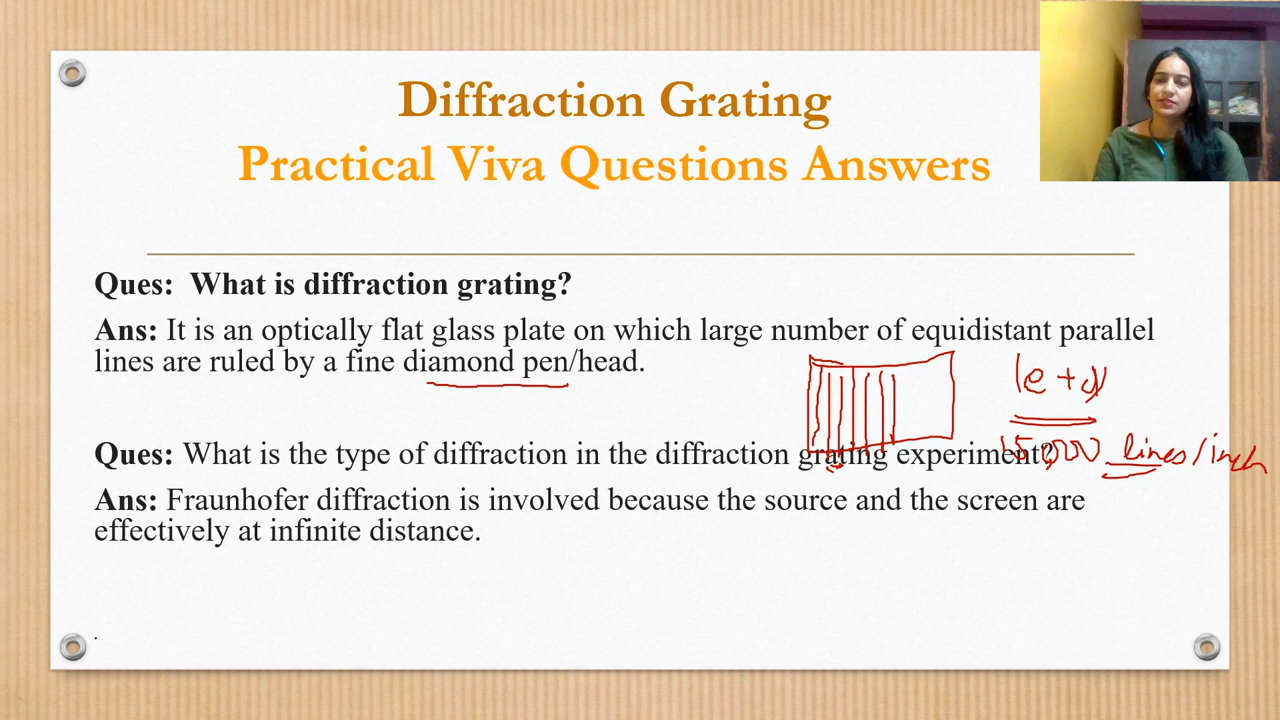 Diffraction Grating
Practical Viva Questions Answers
Ques: What is diffraction grating?
Ans: It is an optically flat glass plate on which large number of equidistant parallel
lines are ruled by a fine diamond pen/head.
(e+d)
Ques: What is the type of diffraction in the diffraction grating experiment?
15,000 lines/inch
Ans: Fraunhofer diffraction is involved because the source and the screen are
effectively at infinite distance.
.